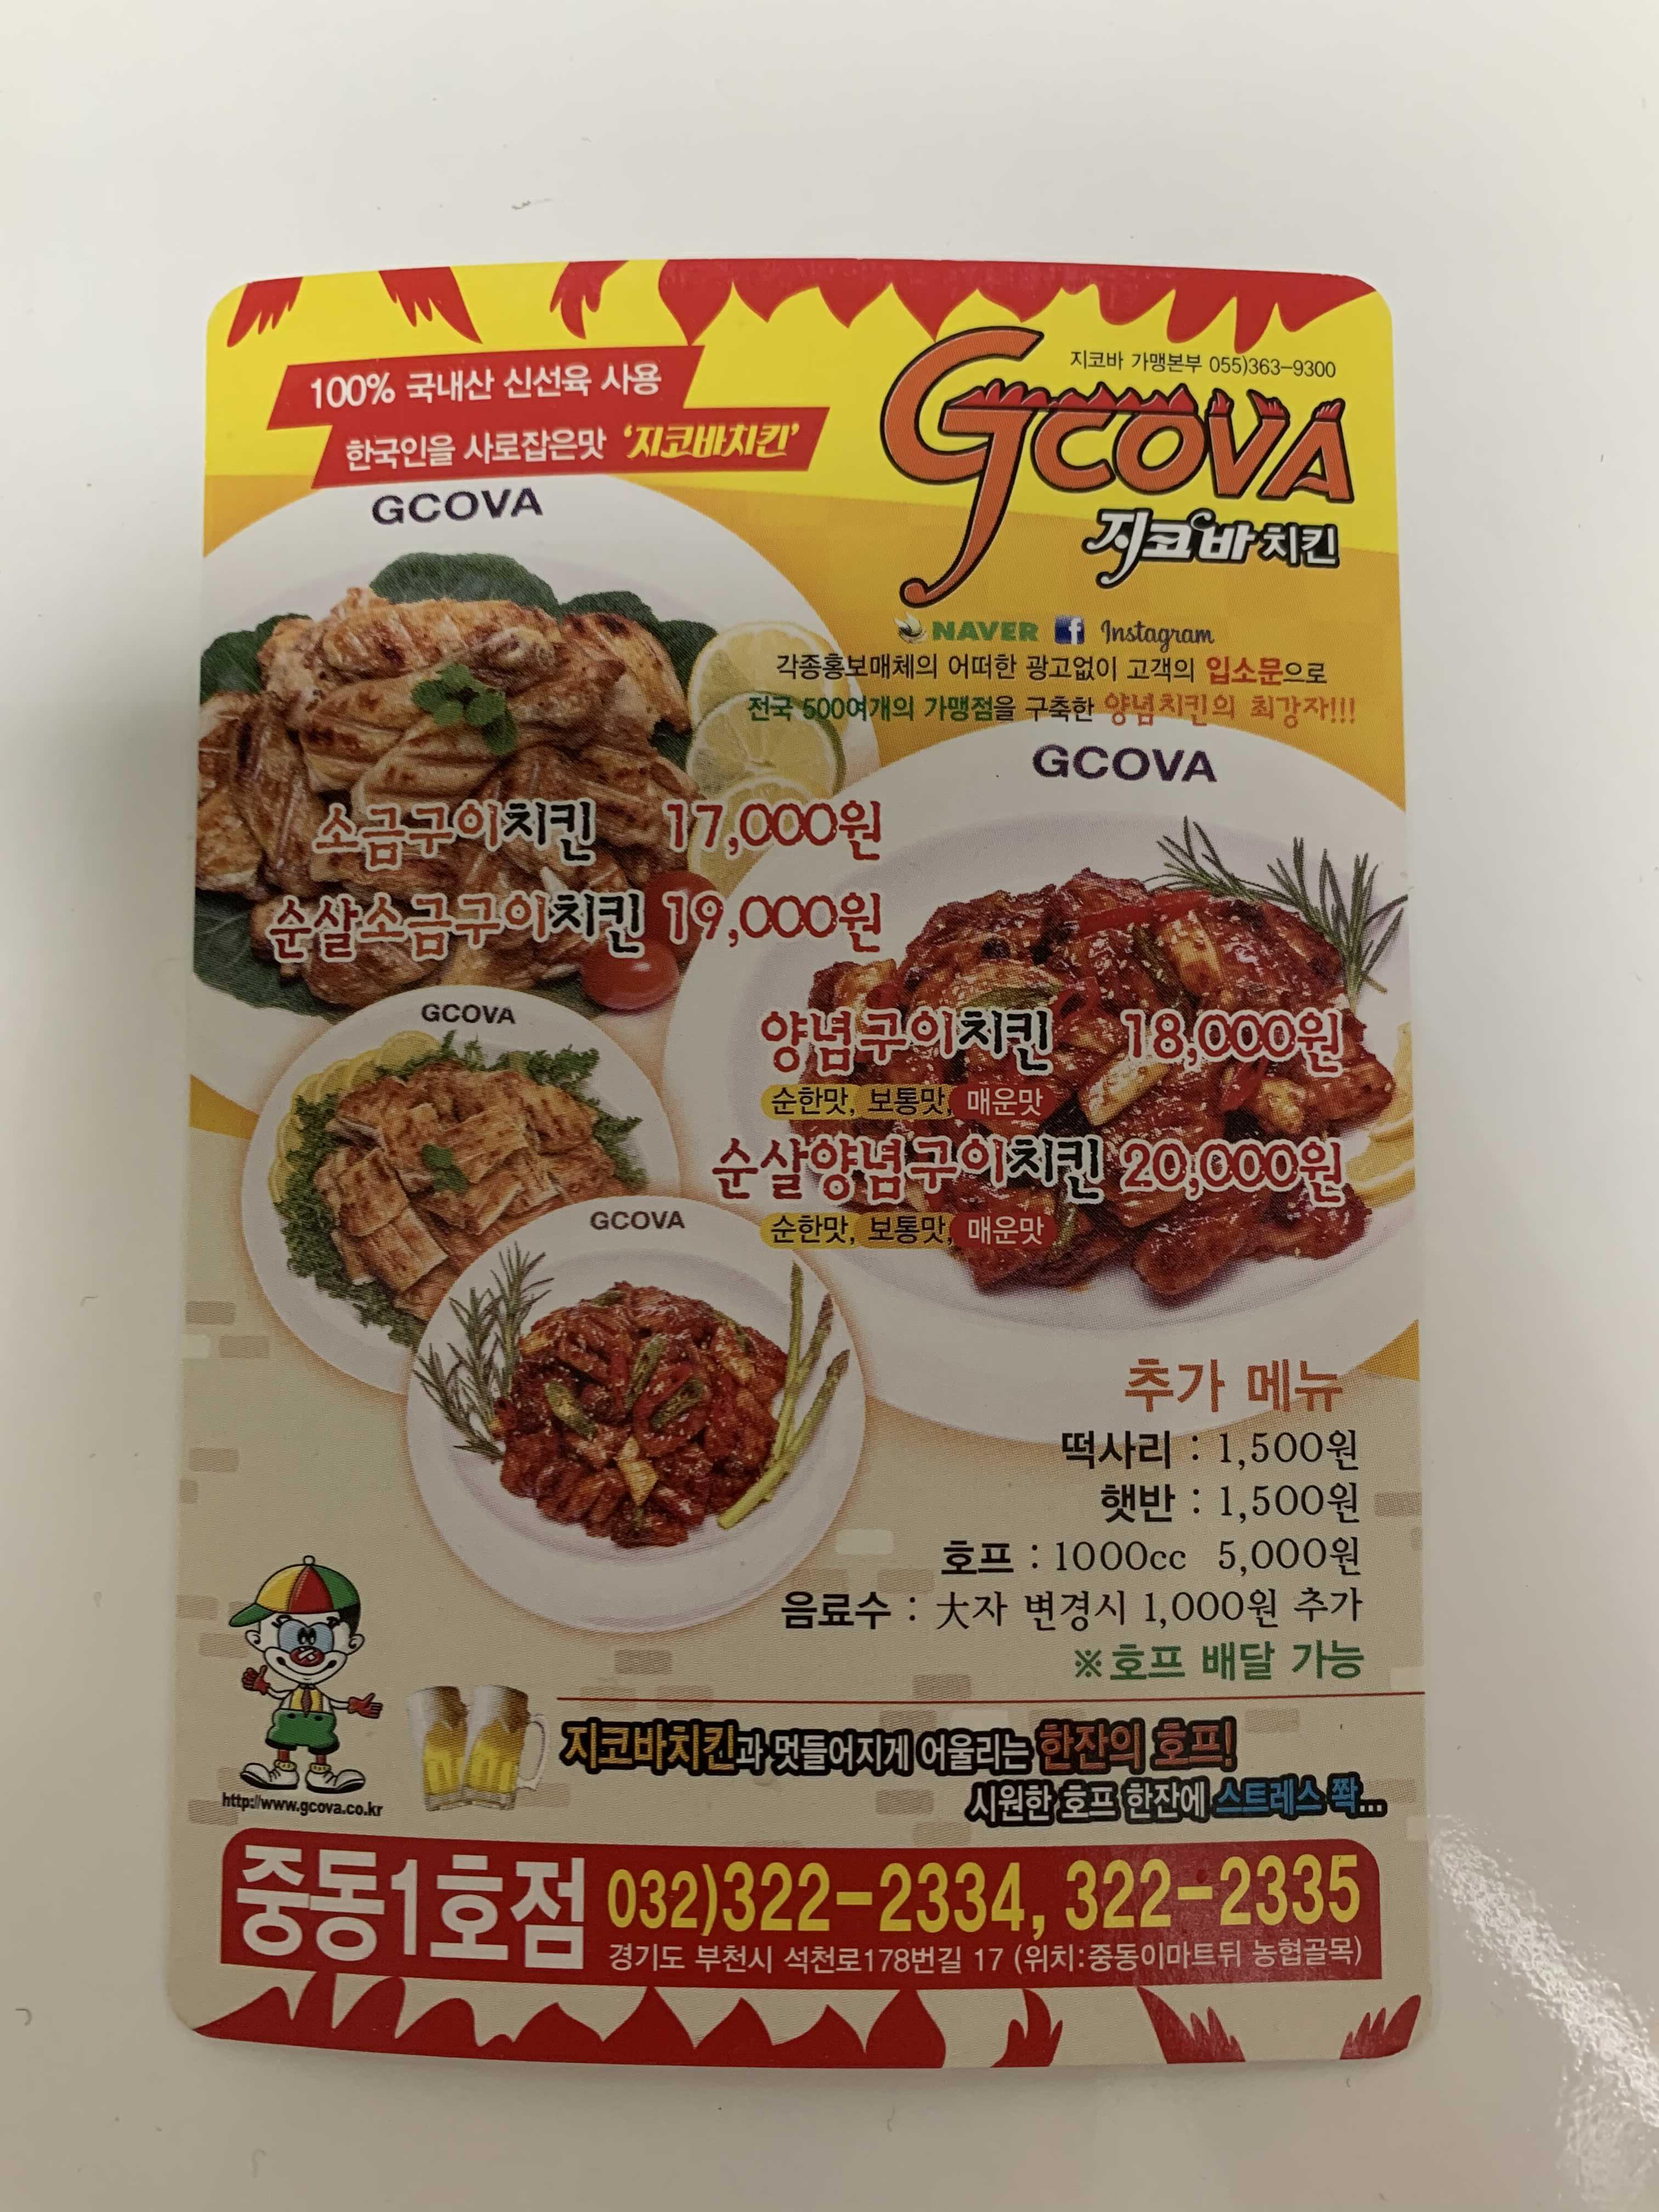 100% 국내산 신선육 사용
한국인을 사로잡은맛 '지코바치킨'
지코바 가맹본부 055)363-9300
GCOVA
지코바치킨
NAVER f Instagram
각종홍보매체의 어떠한 광고없이 고객의 입소문으로
전국 500여개의 가맹점을 구축한 양념치킨의 최강자!!!
GCOVA
소금구이치킨 17,000원
순살소금구이치킨 19,000원
GCOVA
양념구이치킨 18,000원
순한맛, 보통맛, 매운맛
순살양념구이치킨 20,000원
순한맛, 보통맛, 매운맛
GCOVA
GCOVA
추가 메뉴
떡사리 : 1,500원
햇반 : 1,500원
호프 : 1000cc 5,000원
음료수 : 大자 변경시 1,000원 추가
※호프 배달 가능
지코바치킨과 멋들어지게 어울리는 한잔의 호프!
시원한 호프 한잔에 스트레스 쫙...
http://www.gcova.co.kr
중동1호점 032)322-2334, 322-2335
경기도 부천시 석천로178번길 17 (위치:중동이마트뒤 농협골목)